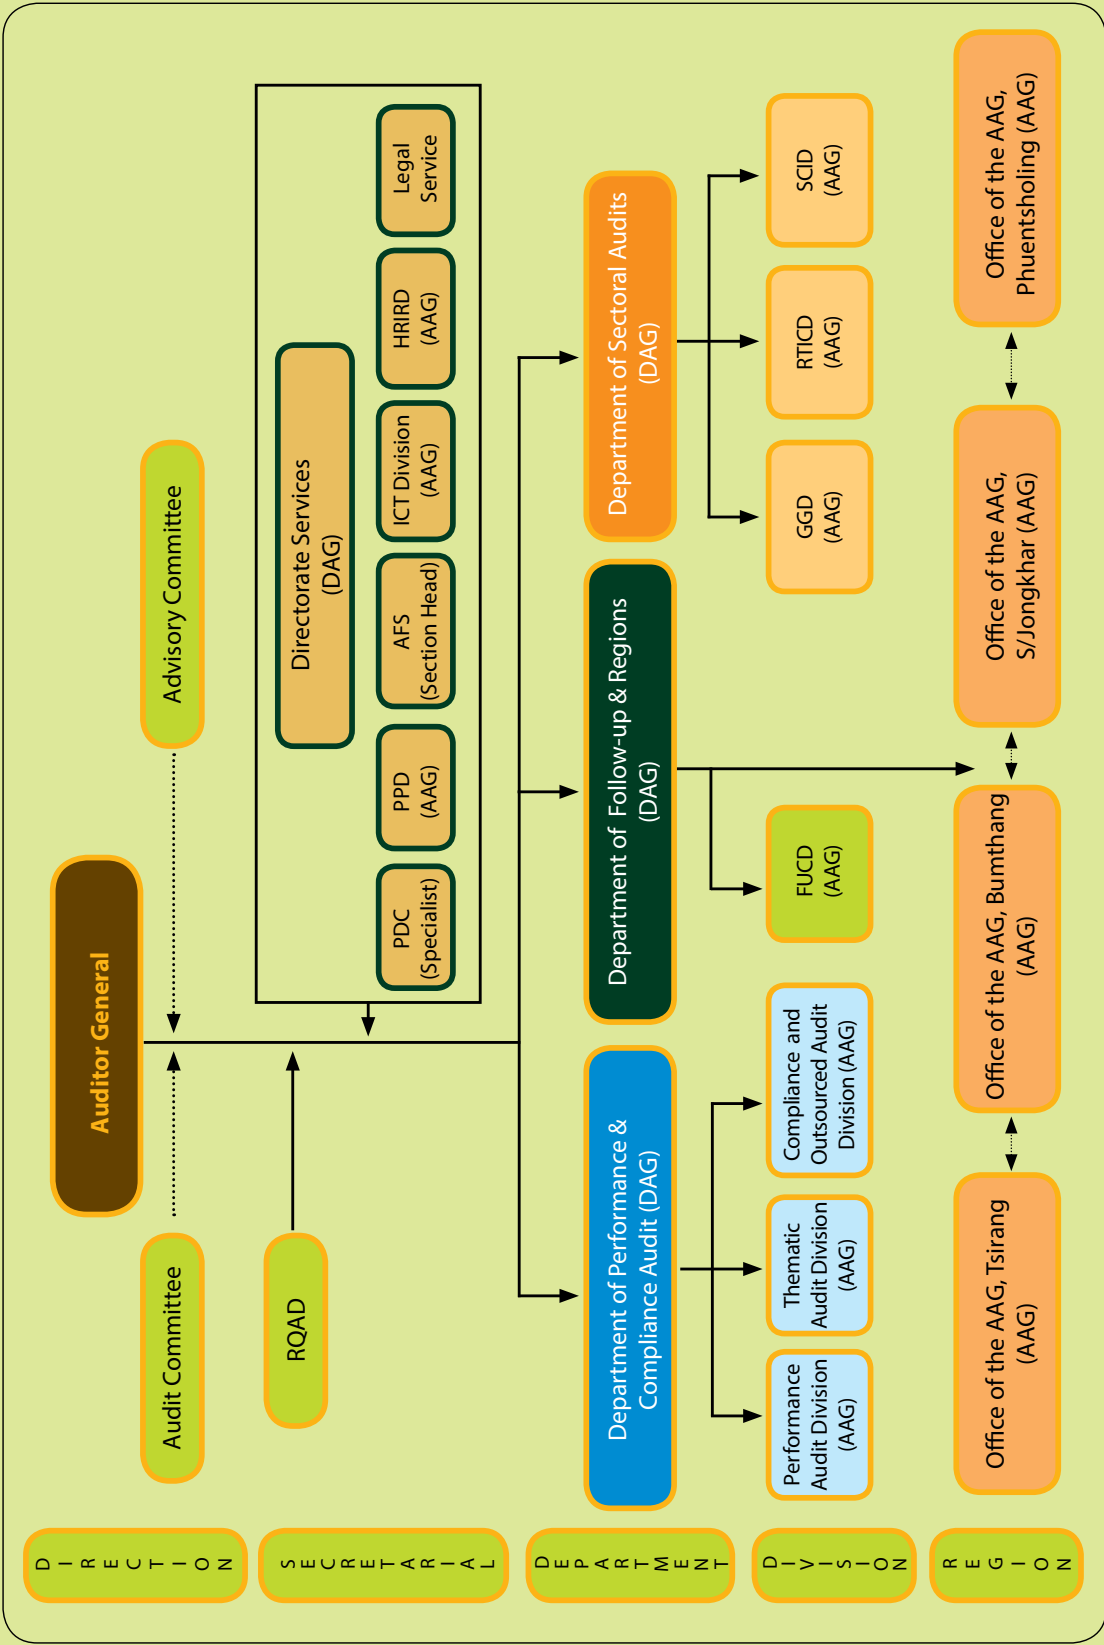 Auditor General
Audit Committee
Advisory Committee
RQAD
Directorate Services
(DAG)
PDC
(Specialist)
PPD
(AAG)
AFS
(Section Head)
ICT Division
(AAG)
HRIRD
(AAG)
Legal
Service
Department of Performance &
Compliance Audit (DAG)
Department of Follow-up & Regions
(DAG)
Department of Sectoral Audits
(DAG)
Performance
Audit Division
(AAG)
Thematic
Audit Division
(AAG)
Compliance and
Outsourced Audit
Division (AAG)
FUCD
(AAG)
GGD
(AAG)
RTICD
(AAG)
SCID
(AAG)
Office of the AAG, Tsirang
(AAG)
Office of the AAG, Bumthang
(AAG)
Office of the AAG,
S/Jongkhar (AAG)
Office of the AAG,
Phuentsholing (AAG)
DIRECTION
SECRETARIAL
DEPARTMENT
DIVISION
REGION